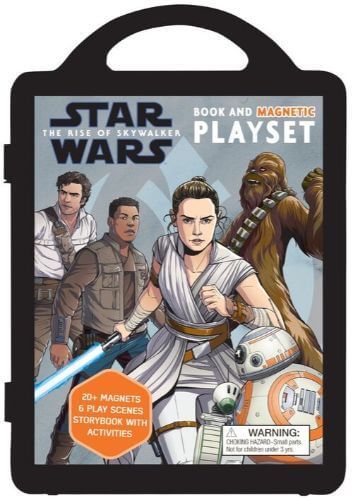 STAR
THE RISE OF SKYWALKER
WARS
BOOK AND MAGNETIC
PLAYSET
20+ MAGNETS
6 PLAY SCENES
STORYBOOK WITH
ACTIVITIES
WARNING:
CHOKING HAZARD-Small parts.
Not for children under 3 yrs.